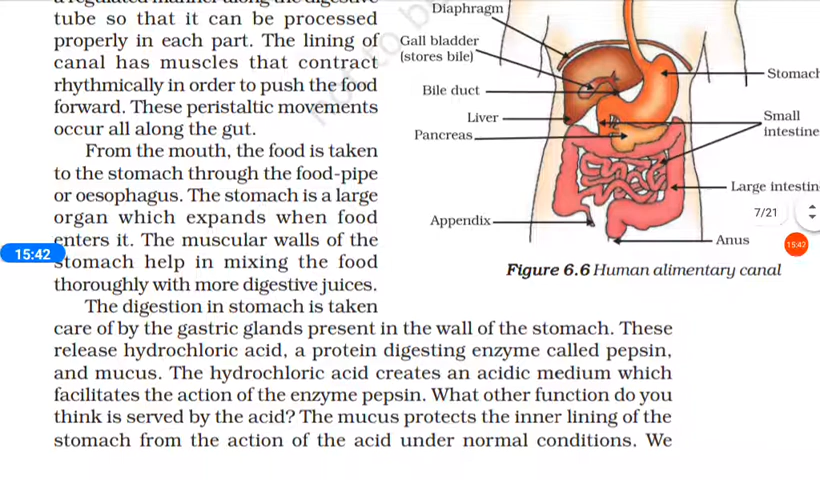 a regulated manner along the digestive
tube so that it can be processed
properly in each part. The lining of
canal has muscles that contract
rhythmically in order to push the food
forward. These peristaltic movements
occur all along the gut.
From the mouth, the food is taken
to the stomach through the food-pipe
or oesophagus. The stomach is a large
organ which expands when food
enters it. The muscular walls of the
stomach help in mixing the food
thoroughly with more digestive juices.
The digestion in stomach is taken
care of by the gastric glands present in the wall of the stomach. These
release hydrochloric acid, a protein digesting enzyme called pepsin,
and mucus. The hydrochloric acid creates an acidic medium which
facilitates the action of the enzyme pepsin. What other function do you
think is served by the acid? The mucus protects the inner lining of the
stomach from the action of the acid under normal conditions. We
Diaphragm
Gall bladder
(stores bile)
Bile duct
Liver
Pancreas
Appendix
Stomach
Small
intestine
Large intestin
Anus
Figure 6.6 Human alimentary canal
7/21
15:42
15:42
not to b